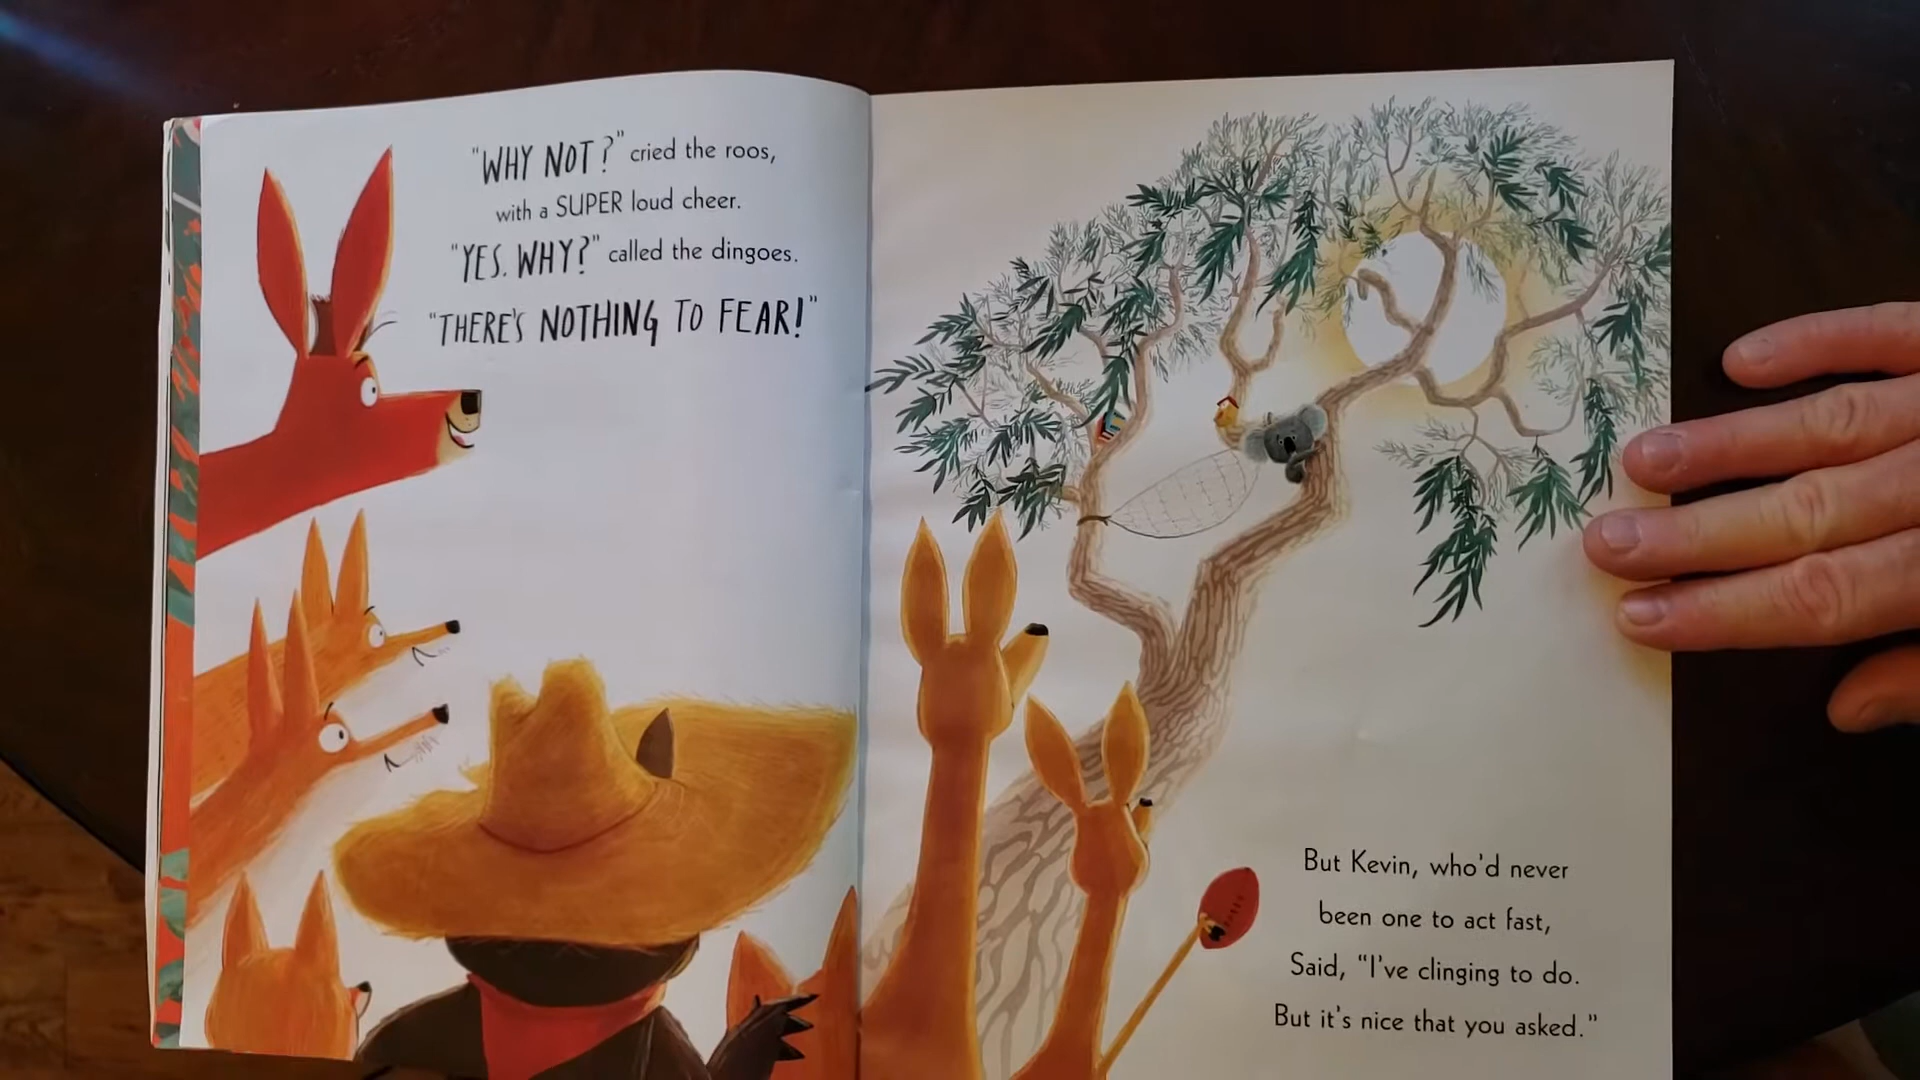 "WHY NOT?" cried the roos,
with a SUPER loud cheer.
"YES. WHY?" called the dingoes.
"THERE'S NOTHING TO FEAR!"
But Kevin, who'd never
been one to act fast,
Said, "I've clinging to do.
But it's nice that you asked."